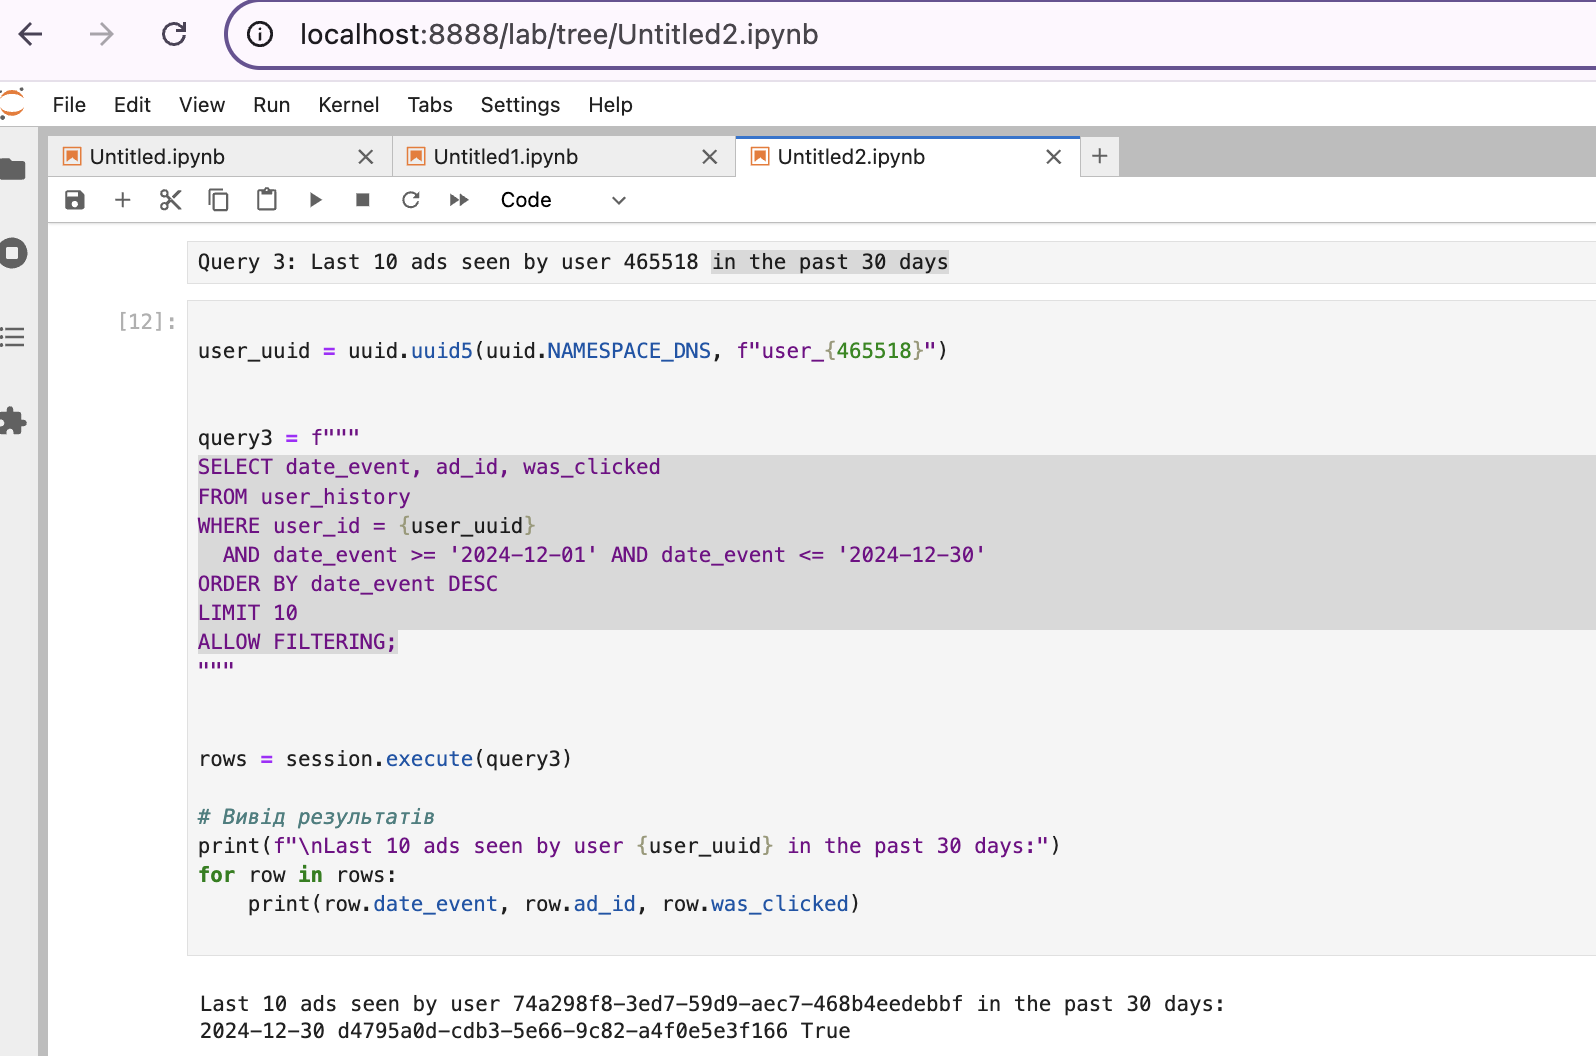 localhost:8888/lab/tree/Untitled2.ipynb
File Edit View Run Kernel Tabs Settings Help
Untitled.ipynb Untitled1.ipynb Untitled2.ipynb
Code
Query 3: Last 10 ads seen by user 465518 in the past 30 days
[12]:
user_uuid = uuid.uuid5(uuid.NAMESPACE_DNS, f"user_{465518}")
query3 = f"""
SELECT date_event, ad_id, was_clicked
FROM user_history
WHERE user_id = {user_uuid}
  AND date_event >= '2024-12-01' AND date_event <= '2024-12-30'
ORDER BY date_event DESC
LIMIT 10
ALLOW FILTERING;
"""
rows = session.execute(query3)
# Вивід результатів
print(f"\nLast 10 ads seen by user {user_uuid} in the past 30 days:")
for row in rows:
    print(row.date_event, row.ad_id, row.was_clicked)
Last 10 ads seen by user 74a298f8-3ed7-59d9-aec7-468b4eedebbf in the past 30 days:
2024-12-30 d4795a0d-cdb3-5e66-9c82-a4f0e5e3f166 True